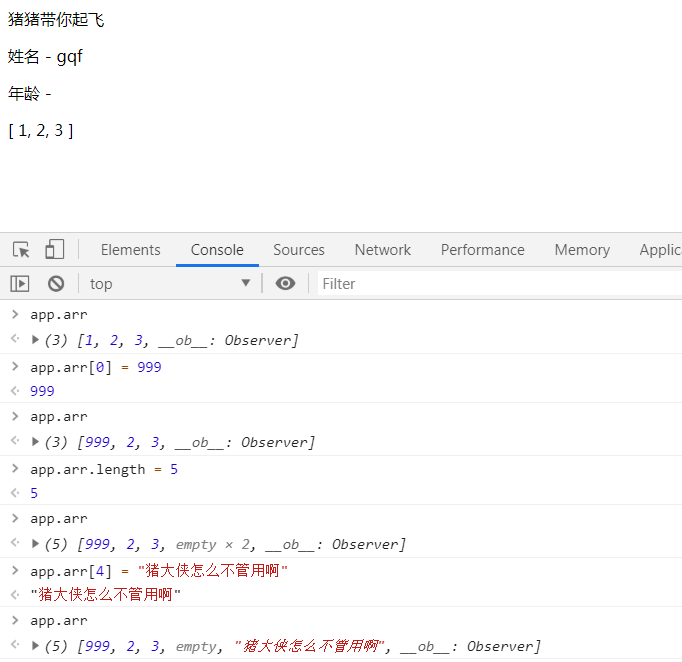 猪猪带你起飞
姓名 - gqf
年龄 -
[ 1, 2, 3 ]
Elements Console Sources Network Performance Memory Applic
top ▼ Filter
> app.arr
<· ▶ (3) [1, 2, 3, __ob__: Observer]
> app.arr[0] = 999
<· 999
> app.arr
<· ▶ (3) [999, 2, 3, __ob__: Observer]
> app.arr.length = 5
<· 5
> app.arr
<· ▶ (5) [999, 2, 3, empty × 2, __ob__: Observer]
> app.arr[4] = "猪大侠怎么不管用啊"
<· "猪大侠怎么不管用啊"
> app.arr
<· ▶ (5) [999, 2, 3, empty, "猪大侠怎么不管用啊", __ob__: Observer]